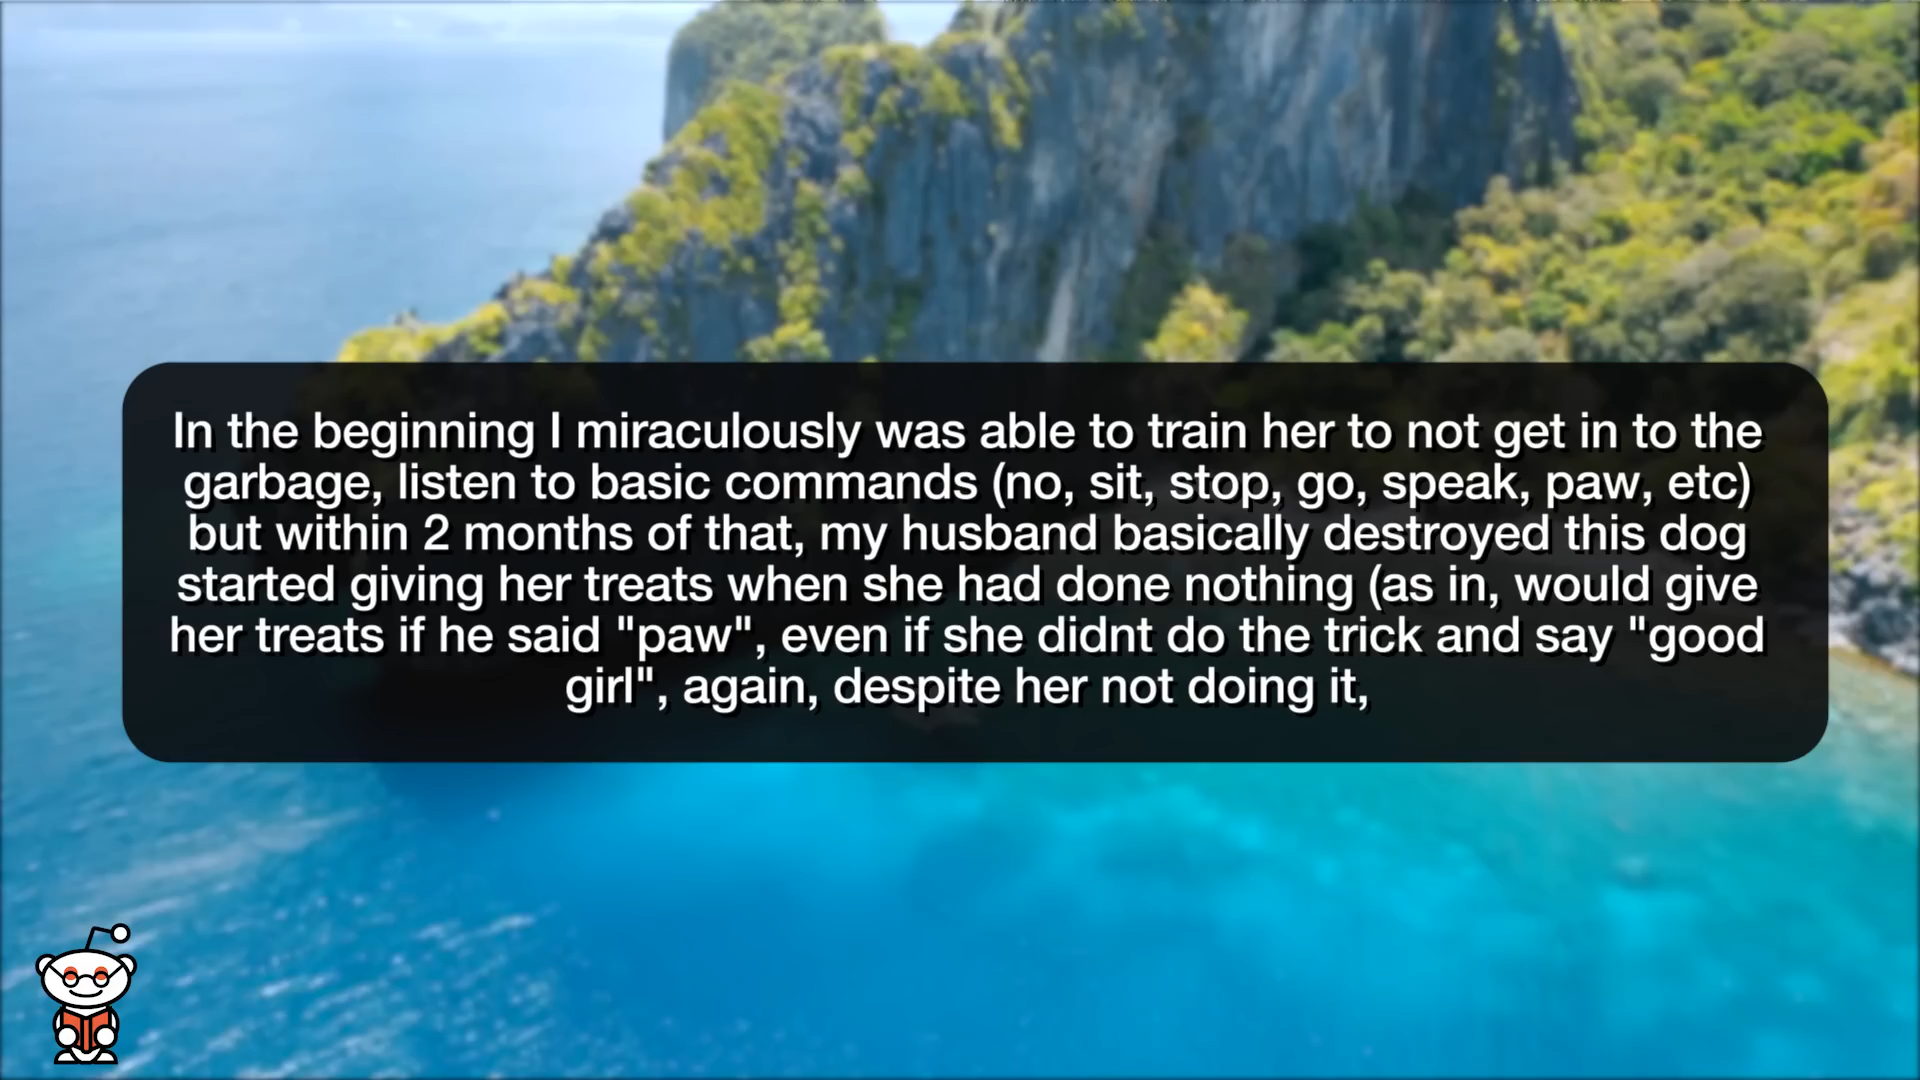 In the beginning I miraculously was able to train her to not get in to the
garbage, listen to basic commands (no, sit, stop, go, speak, paw, etc)
but within 2 months of that, my husband basically destroyed this dog
started giving her treats when she had done nothing (as in, would give
her treats if he said "paw", even if she didnt do the trick and say "good
girl", again, despite her not doing it,